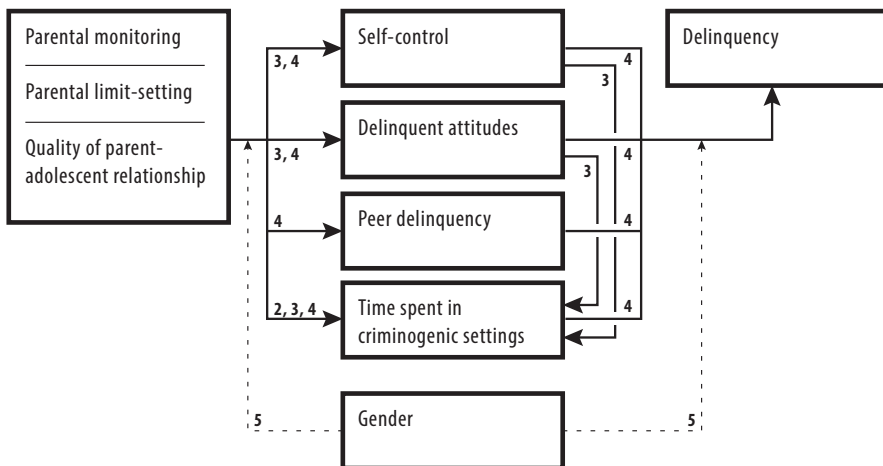 Parental monitoring
Parental limit-setting
Quality of parent-
adolescent relationship
3, 4
3, 4
4
2, 3, 4
Self-control
Delinquent attitudes
Peer delinquency
Time spent in
criminogenic settings
Gender
4
3
4
3
4
4
Delinquency
5
5